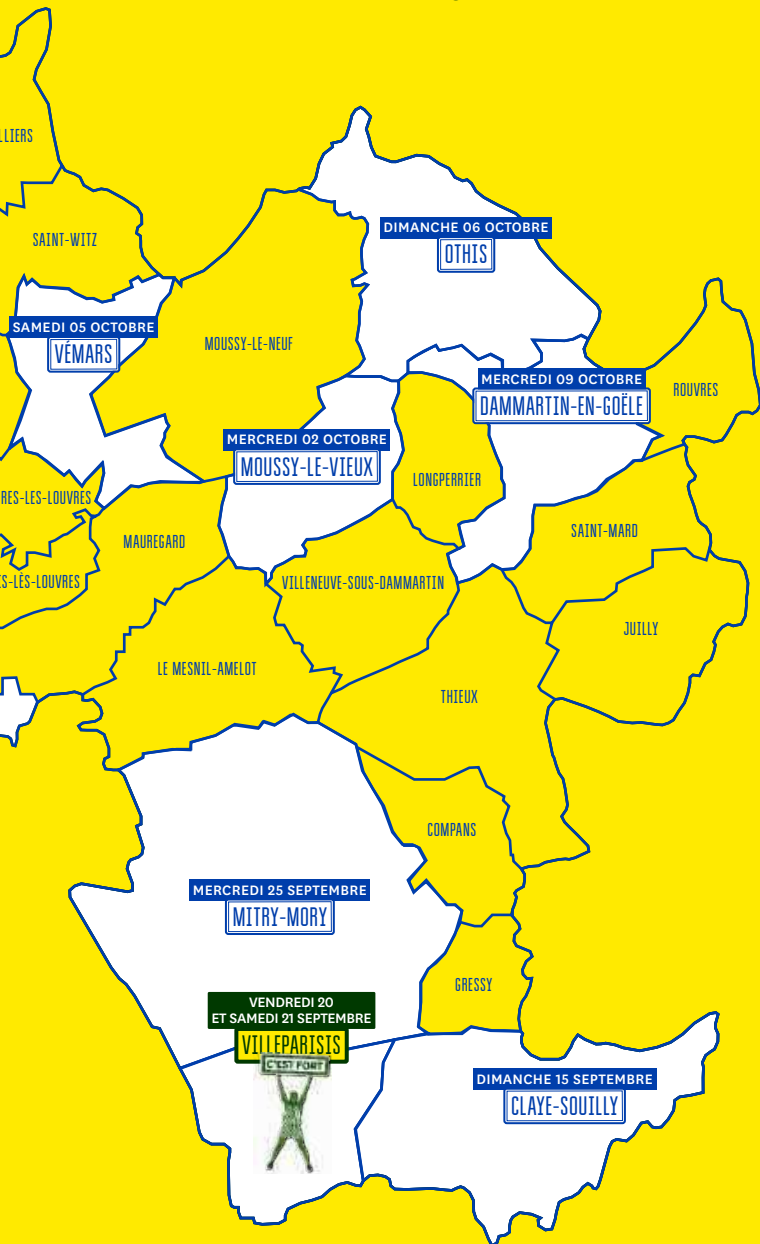 LLIERS
SAINT-WITZ
DIMANCHE 06 OCTOBRE
OTHIS
SAMEDI 05 OCTOBRE
VÉMARS
MOUSSY-LE-NEUF
MERCREDI 09 OCTOBRE
DAMMARTIN-EN-GOËLE
ROUVRES
MERCREDI 02 OCTOBRE
MOUSSY-LE-VIEUX
LONGPERRIER
RES-LES-LOUVRES
MAUREGARD
SAINT-MARD
S-LÈS-LOUVRES
VILLENEUVE-SOUS-DAMMARTIN
JUILLY
LE MESNIL-AMELOT
THIEUX
COMPANS
MERCREDI 25 SEPTEMBRE
MITRY-MORY
GRESSY
VENDREDI 20
ET SAMEDI 21 SEPTEMBRE
VILLEPARISIS
C'EST FORT
DIMANCHE 15 SEPTEMBRE
CLAYE-SOUILLY